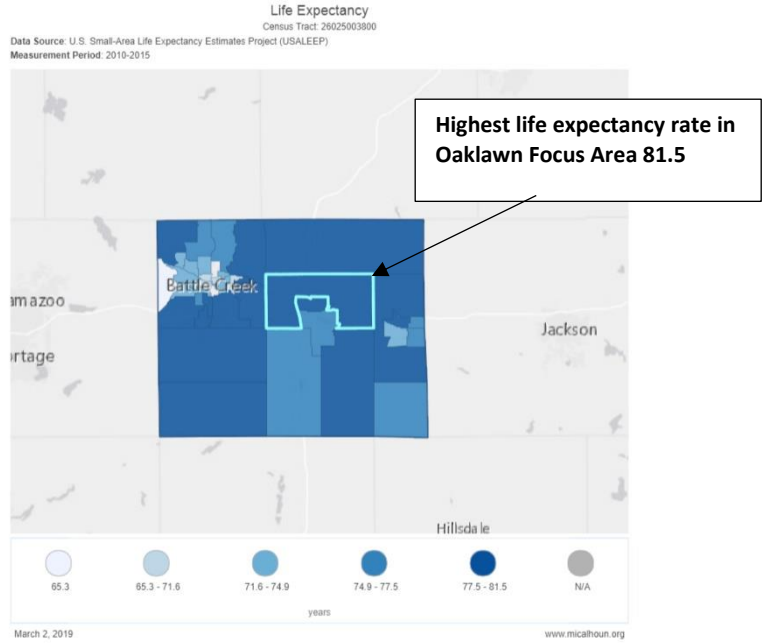 Life Expectancy
Census Tract: 26025003800
Data Source: U.S. Small-Area Life Expectancy Estimates Project (USALEEP)
Measurement Period: 2010-2015
Highest life expectancy rate in
Oaklawn Focus Area 81.5
Battle Creek
amazoo
Jackson
rtage
Hillsdale
65.3
65.3 - 71.6
71.6 - 74.9
74.9 - 77.5
77.5 - 81.5
N/A
years
March 2, 2019
www.micalhoun.org